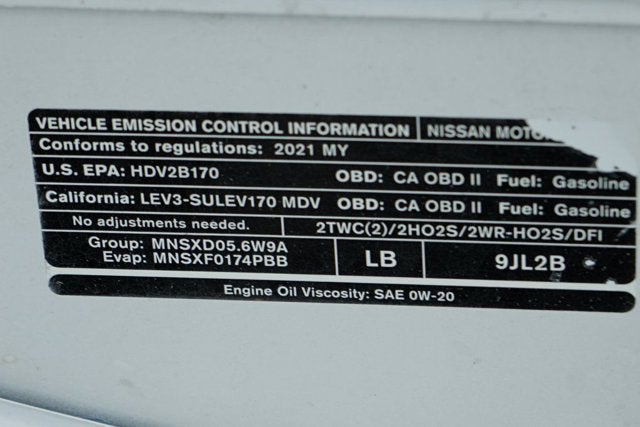 VEHICLE EMISSION CONTROL INFORMATION NISSAN
Conforms to regulations: 2021 MY
U.S. EPA: HDV2B170 OBD: CA OBD II Fuel: Gasoline
California: LEV3-SULEV170 MDV OBD: CA OBD II Fuel: Gasoline
No adjustments needed. 2TWC(2)/2HO2S/2WR-HO2S/DFI
Group: MNSXD05.6W9A
Evap: MNSXF0174PBB
LB
9JL2B
Engine Oil Viscosity: SAE 0W-20